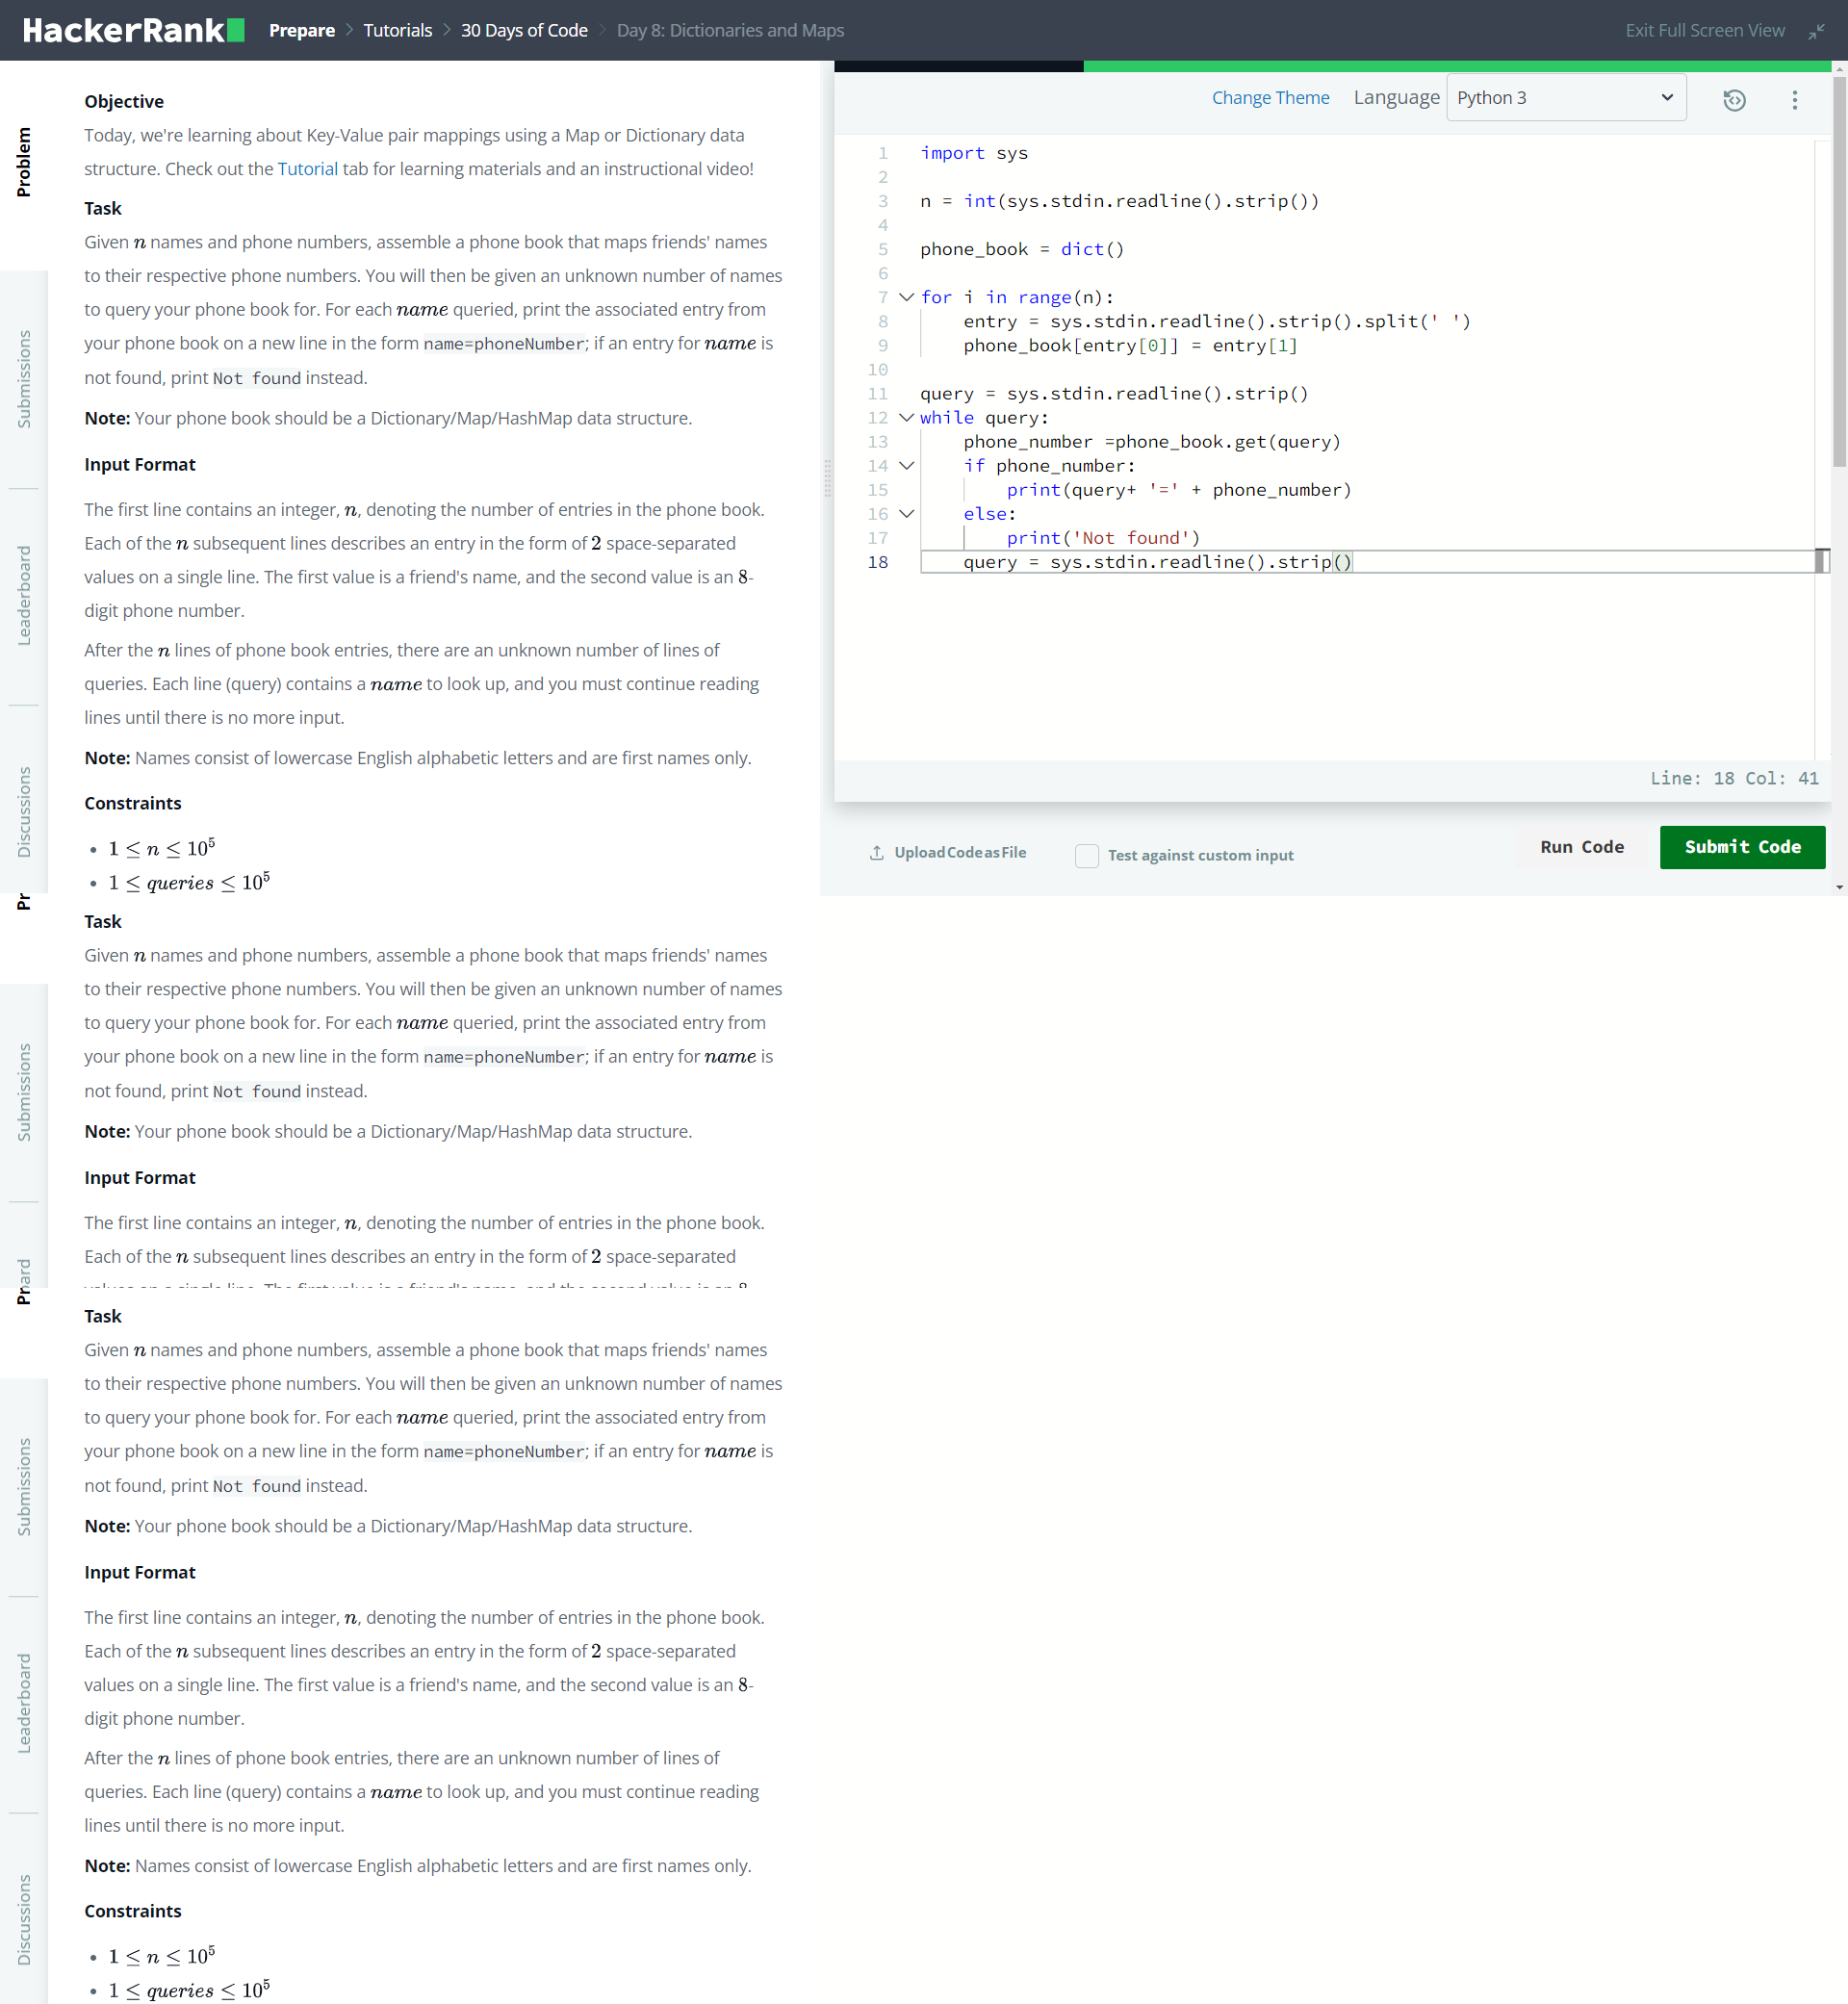 HackerRank
Prepare > Tutorials > 30 Days of Code > Day 8: Dictionaries and Maps
Exit Full Screen View
Problem
Submissions
Leaderboard
Discussions
Objective
Today, we're learning about Key-Value pair mappings using a Map or Dictionary data
structure. Check out the Tutorial tab for learning materials and an instructional video!
Task
Given n names and phone numbers, assemble a phone book that maps friends' names
to their respective phone numbers. You will then be given an unknown number of names
to query your phone book for. For each name queried, print the associated entry from
your phone book on a new line in the form name=phoneNumber; if an entry for name is
not found, print Not found instead.
Note: Your phone book should be a Dictionary/Map/HashMap data structure.
Input Format
The first line contains an integer, n, denoting the number of entries in the phone book.
Each of the n subsequent lines describes an entry in the form of 2 space-separated
values on a single line. The first value is a friend's name, and the second value is an 8-
digit phone number.
After the n lines of phone book entries, there are an unknown number of lines of
queries. Each line (query) contains a name to look up, and you must continue reading
lines until there is no more input.
Note: Names consist of lowercase English alphabetic letters and are first names only.
Constraints
• 1 ≤ n ≤ 10^5
• 1 ≤ queries ≤ 10^5
Change Theme Language Python 3
1 import sys
2
3 n = int(sys.stdin.readline().strip())
4
5 phone_book = dict()
6
7 for i in range(n):
8     entry = sys.stdin.readline().strip().split(' ')
9     phone_book[entry[0]] = entry[1]
10
11 query = sys.stdin.readline().strip()
12 while query:
13     phone_number =phone_book.get(query)
14     if phone_number:
15         print(query+ '=' + phone_number)
16     else:
17         print('Not found')
18     query = sys.stdin.readline().strip()
Line: 18 Col: 41
Upload Code as File
Test against custom input
Run Code
Submit Code
Pr
Submissions
Task
Given n names and phone numbers, assemble a phone book that maps friends' names
to their respective phone numbers. You will then be given an unknown number of names
to query your phone book for. For each name queried, print the associated entry from
your phone book on a new line in the form name=phoneNumber; if an entry for name is
not found, print Not found instead.
Note: Your phone book should be a Dictionary/Map/HashMap data structure.
Input Format
The first line contains an integer, n, denoting the number of entries in the phone book.
Each of the n subsequent lines describes an entry in the form of 2 space-separated
values on a single line. The first value is a friend's name, and the second value is an 8-
Pr
ard
Submissions
Leaderboard
Discussions
Task
Given n names and phone numbers, assemble a phone book that maps friends' names
to their respective phone numbers. You will then be given an unknown number of names
to query your phone book for. For each name queried, print the associated entry from
your phone book on a new line in the form name=phoneNumber; if an entry for name is
not found, print Not found instead.
Note: Your phone book should be a Dictionary/Map/HashMap data structure.
Input Format
The first line contains an integer, n, denoting the number of entries in the phone book.
Each of the n subsequent lines describes an entry in the form of 2 space-separated
values on a single line. The first value is a friend's name, and the second value is an 8-
digit phone number.
After the n lines of phone book entries, there are an unknown number of lines of
queries. Each line (query) contains a name to look up, and you must continue reading
lines until there is no more input.
Note: Names consist of lowercase English alphabetic letters and are first names only.
Constraints
• 1 ≤ n ≤ 10^5
• 1 ≤ queries ≤ 10^5